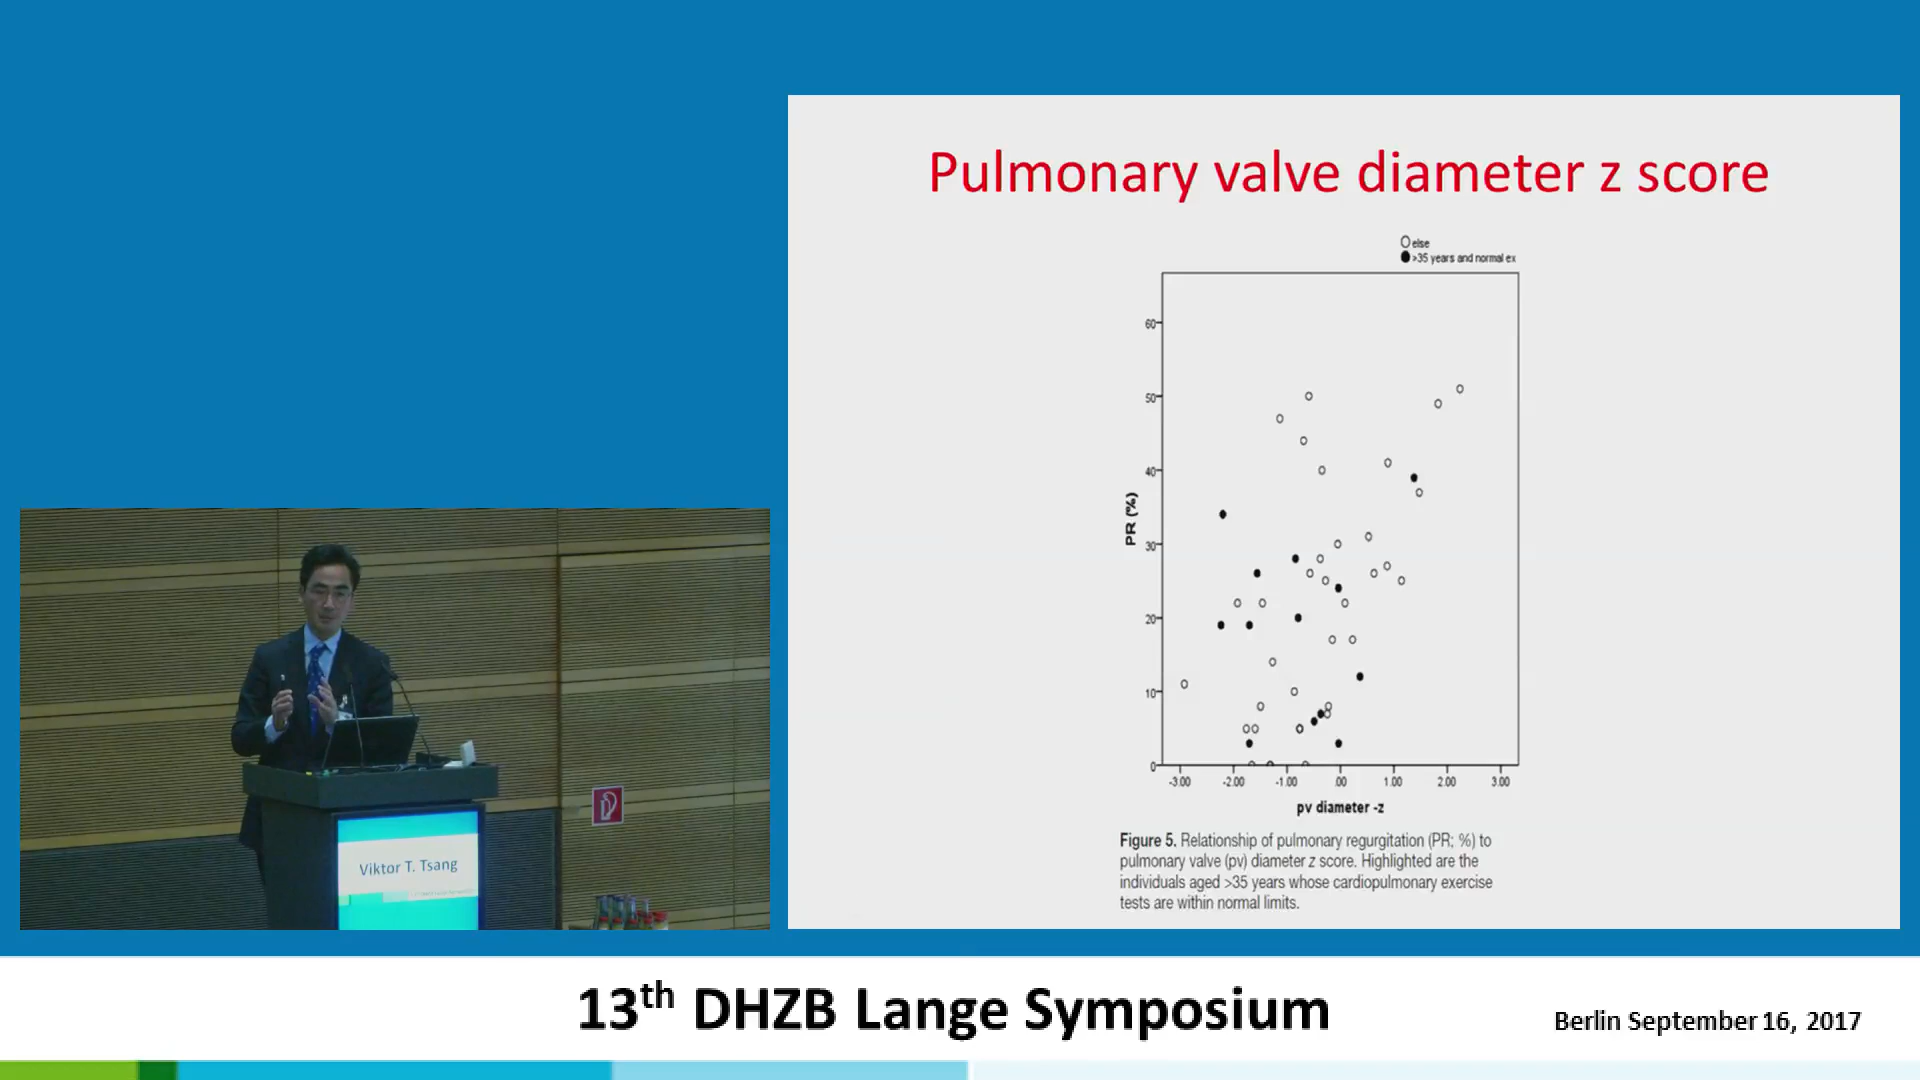 Pulmonary valve diameter z score
else
>35 years and normal ex
60
50
40
30
20
10
0
PR (%)
-3.00 -2.00 -1.00 .00 1.00 2.00 3.00
pv diameter -z
Figure 5. Relationship of pulmonary regurgitation (PR; %) to
pulmonary valve (pv) diameter z score. Highlighted are the
individuals aged >35 years whose cardiopulmonary exercise
tests are within normal limits.
Viktor T. Tsang
13th DHZB Lange Symposium
Berlin September 16, 2017